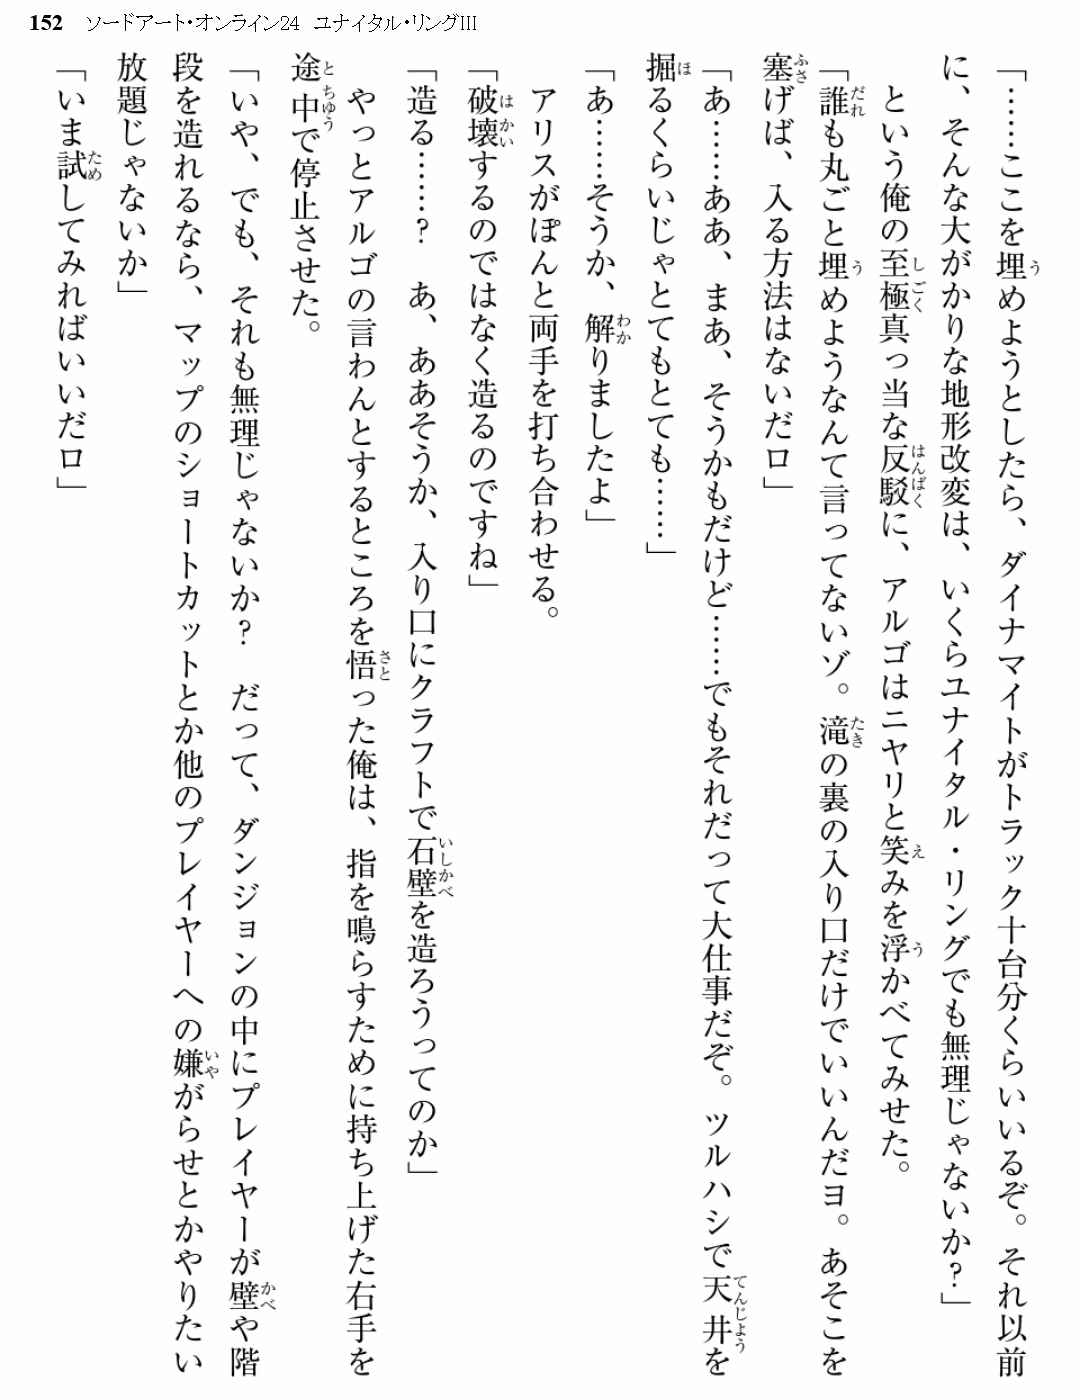 152 ソードアート・オンライン24 ユナイタル・リングIII
「……ここを埋めようとしたら、ダイナマイトがトラック十台分くらいいるぞ。それ以前
に、そんな大がかりな地形改変は、いくらユナイタル・リングでも無理じゃないか？」
という俺の至極真っ当な反駁に、アルゴはニヤリと笑みを浮かべてみせた。
「誰も丸ごと埋めようなんて言ってないゾ。滝の裏の入り口だけでいいんだヨ。あそこを
塞げば、入る方法はないだロ」
「あ……ああ、まあ、そうかもだけど……でもそれだって大仕事だぞ。ツルハシで天井を
掘るくらいじゃとてもとても……」
「あ……そうか、解りましたよ」
アリスがぽんと両手を打ち合わせる。
「破壊するのではなく造るのですね」
「造る……？　あ、ああそうか、入り口にクラフトで石壁を造ろうってのか」
やっとアルゴの言わんとするところを悟った俺は、指を鳴らすために持ち上げた右手を
途中で停止させた。
「いや、でも、それも無理じゃないか？　だって、ダンジョンの中にプレイヤーが壁や階
段を造れるなら、マップのショートカットとか他のプレイヤーへの嫌がらせとかやりたい
放題じゃないか」
「いま試してみればいいだロ」